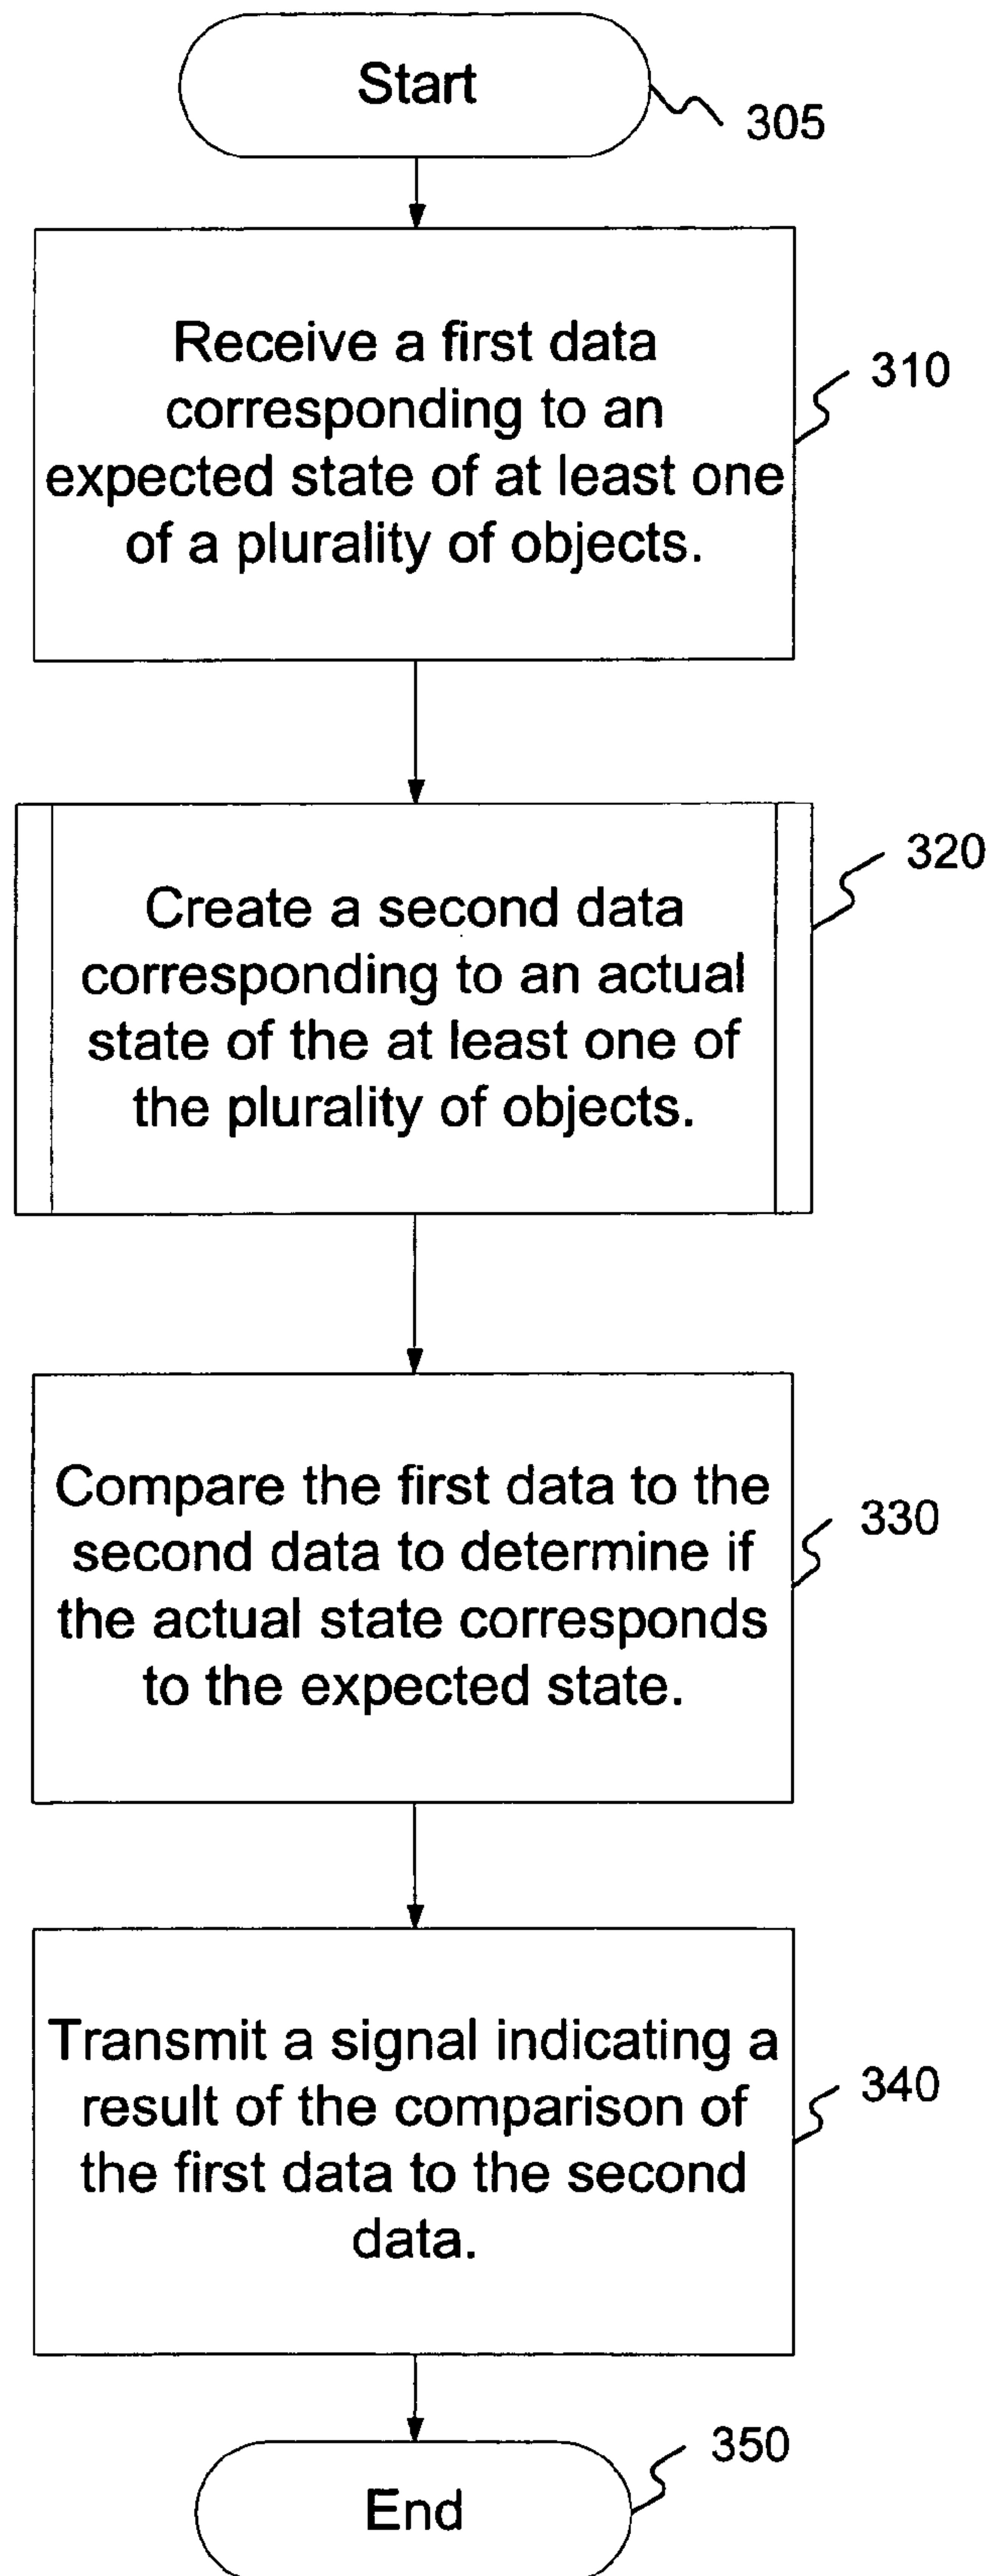 Start
305
Receive a first data
corresponding to an
expected state of at least one
of a plurality of objects.
310
Create a second data
corresponding to an actual
state of the at least one of
the plurality of objects.
320
Compare the first data to the
second data to determine if
the actual state corresponds
to the expected state.
330
Transmit a signal indicating a
result of the comparison of
the first data to the second
data.
340
End
350